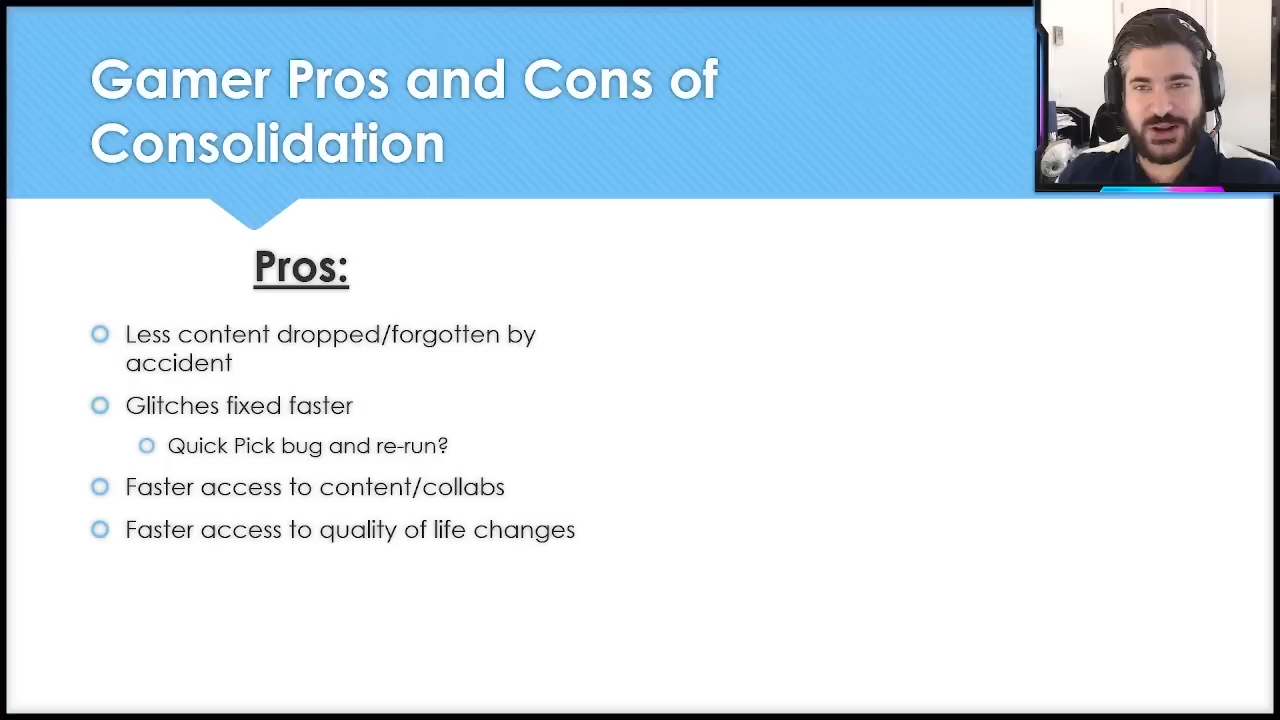 Gamer Pros and Cons of
Consolidation
Pros:
Less content dropped/forgotten by
accident
Glitches fixed faster
Quick Pick bug and re-run?
Faster access to content/collabs
Faster access to quality of life changes